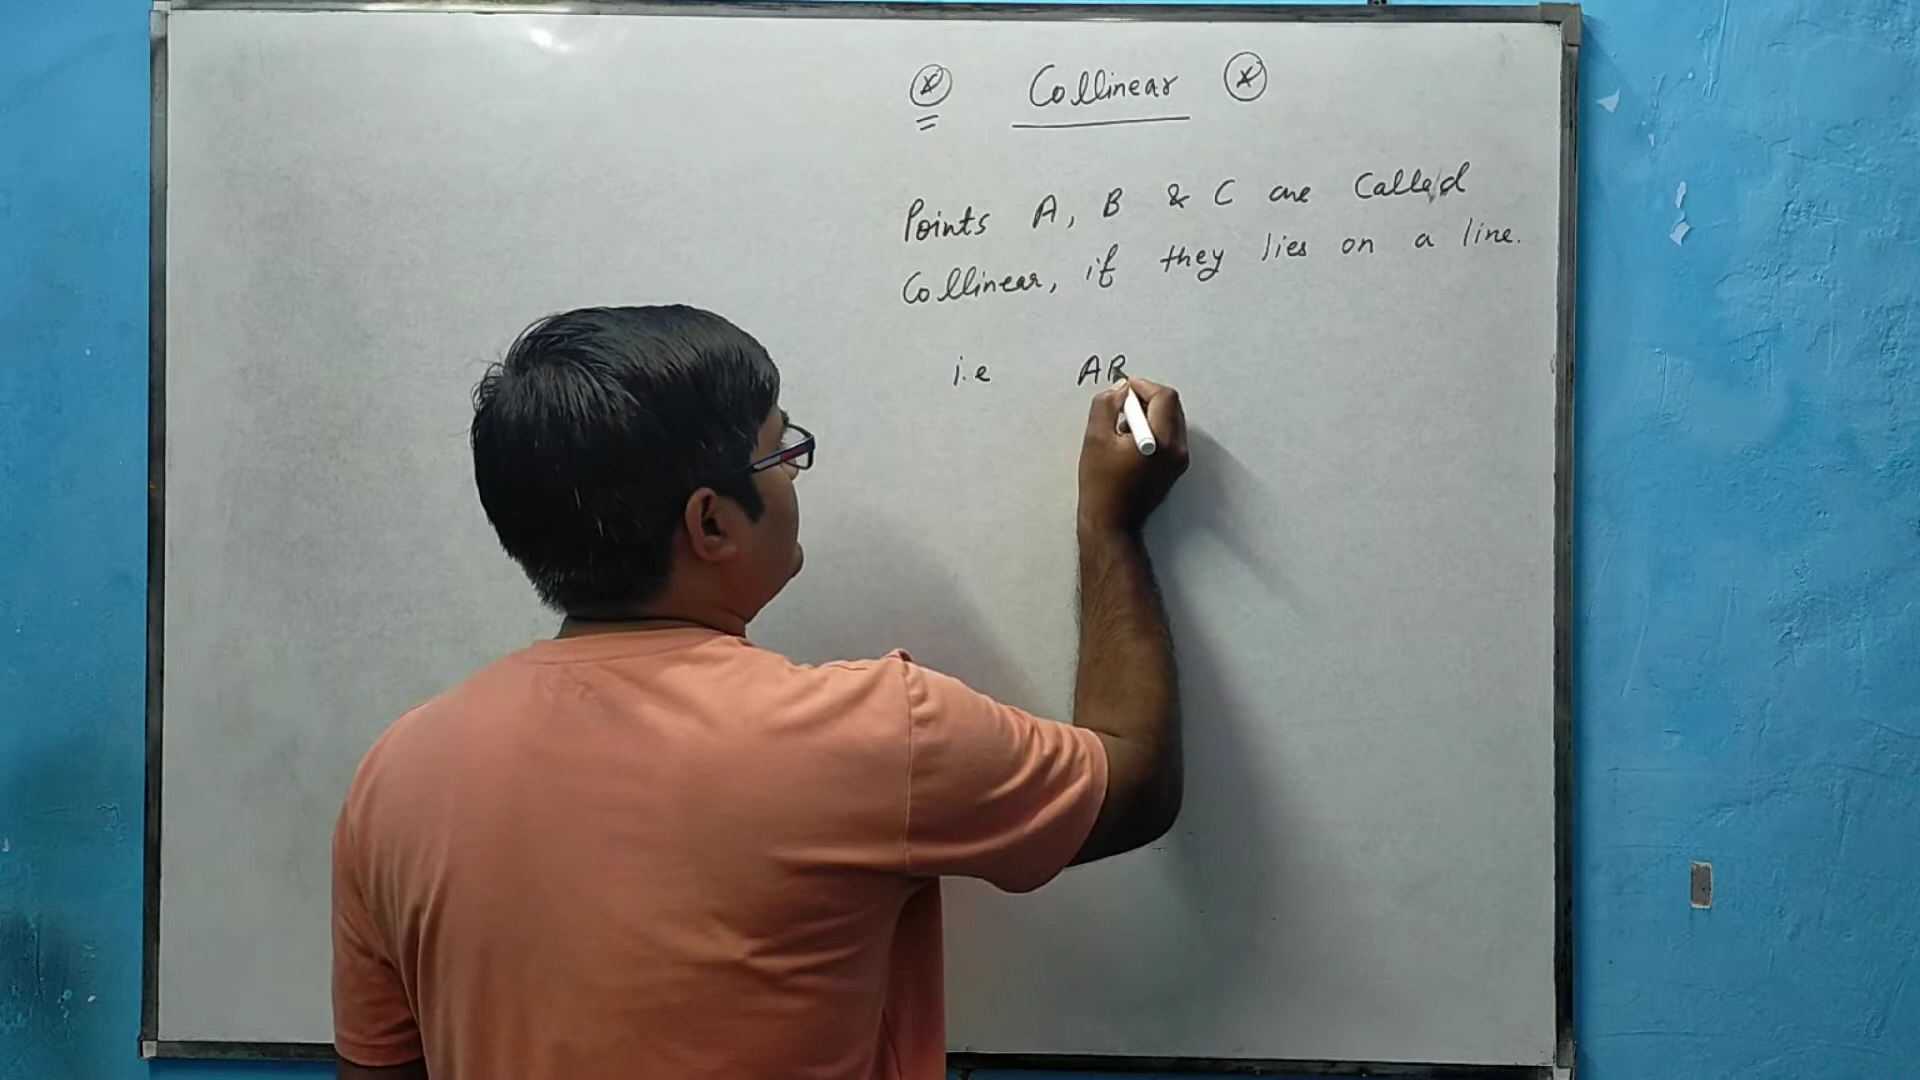 Collinear
Points A, B & C are Called
Collinear, if they lies on a line.
i.e AB